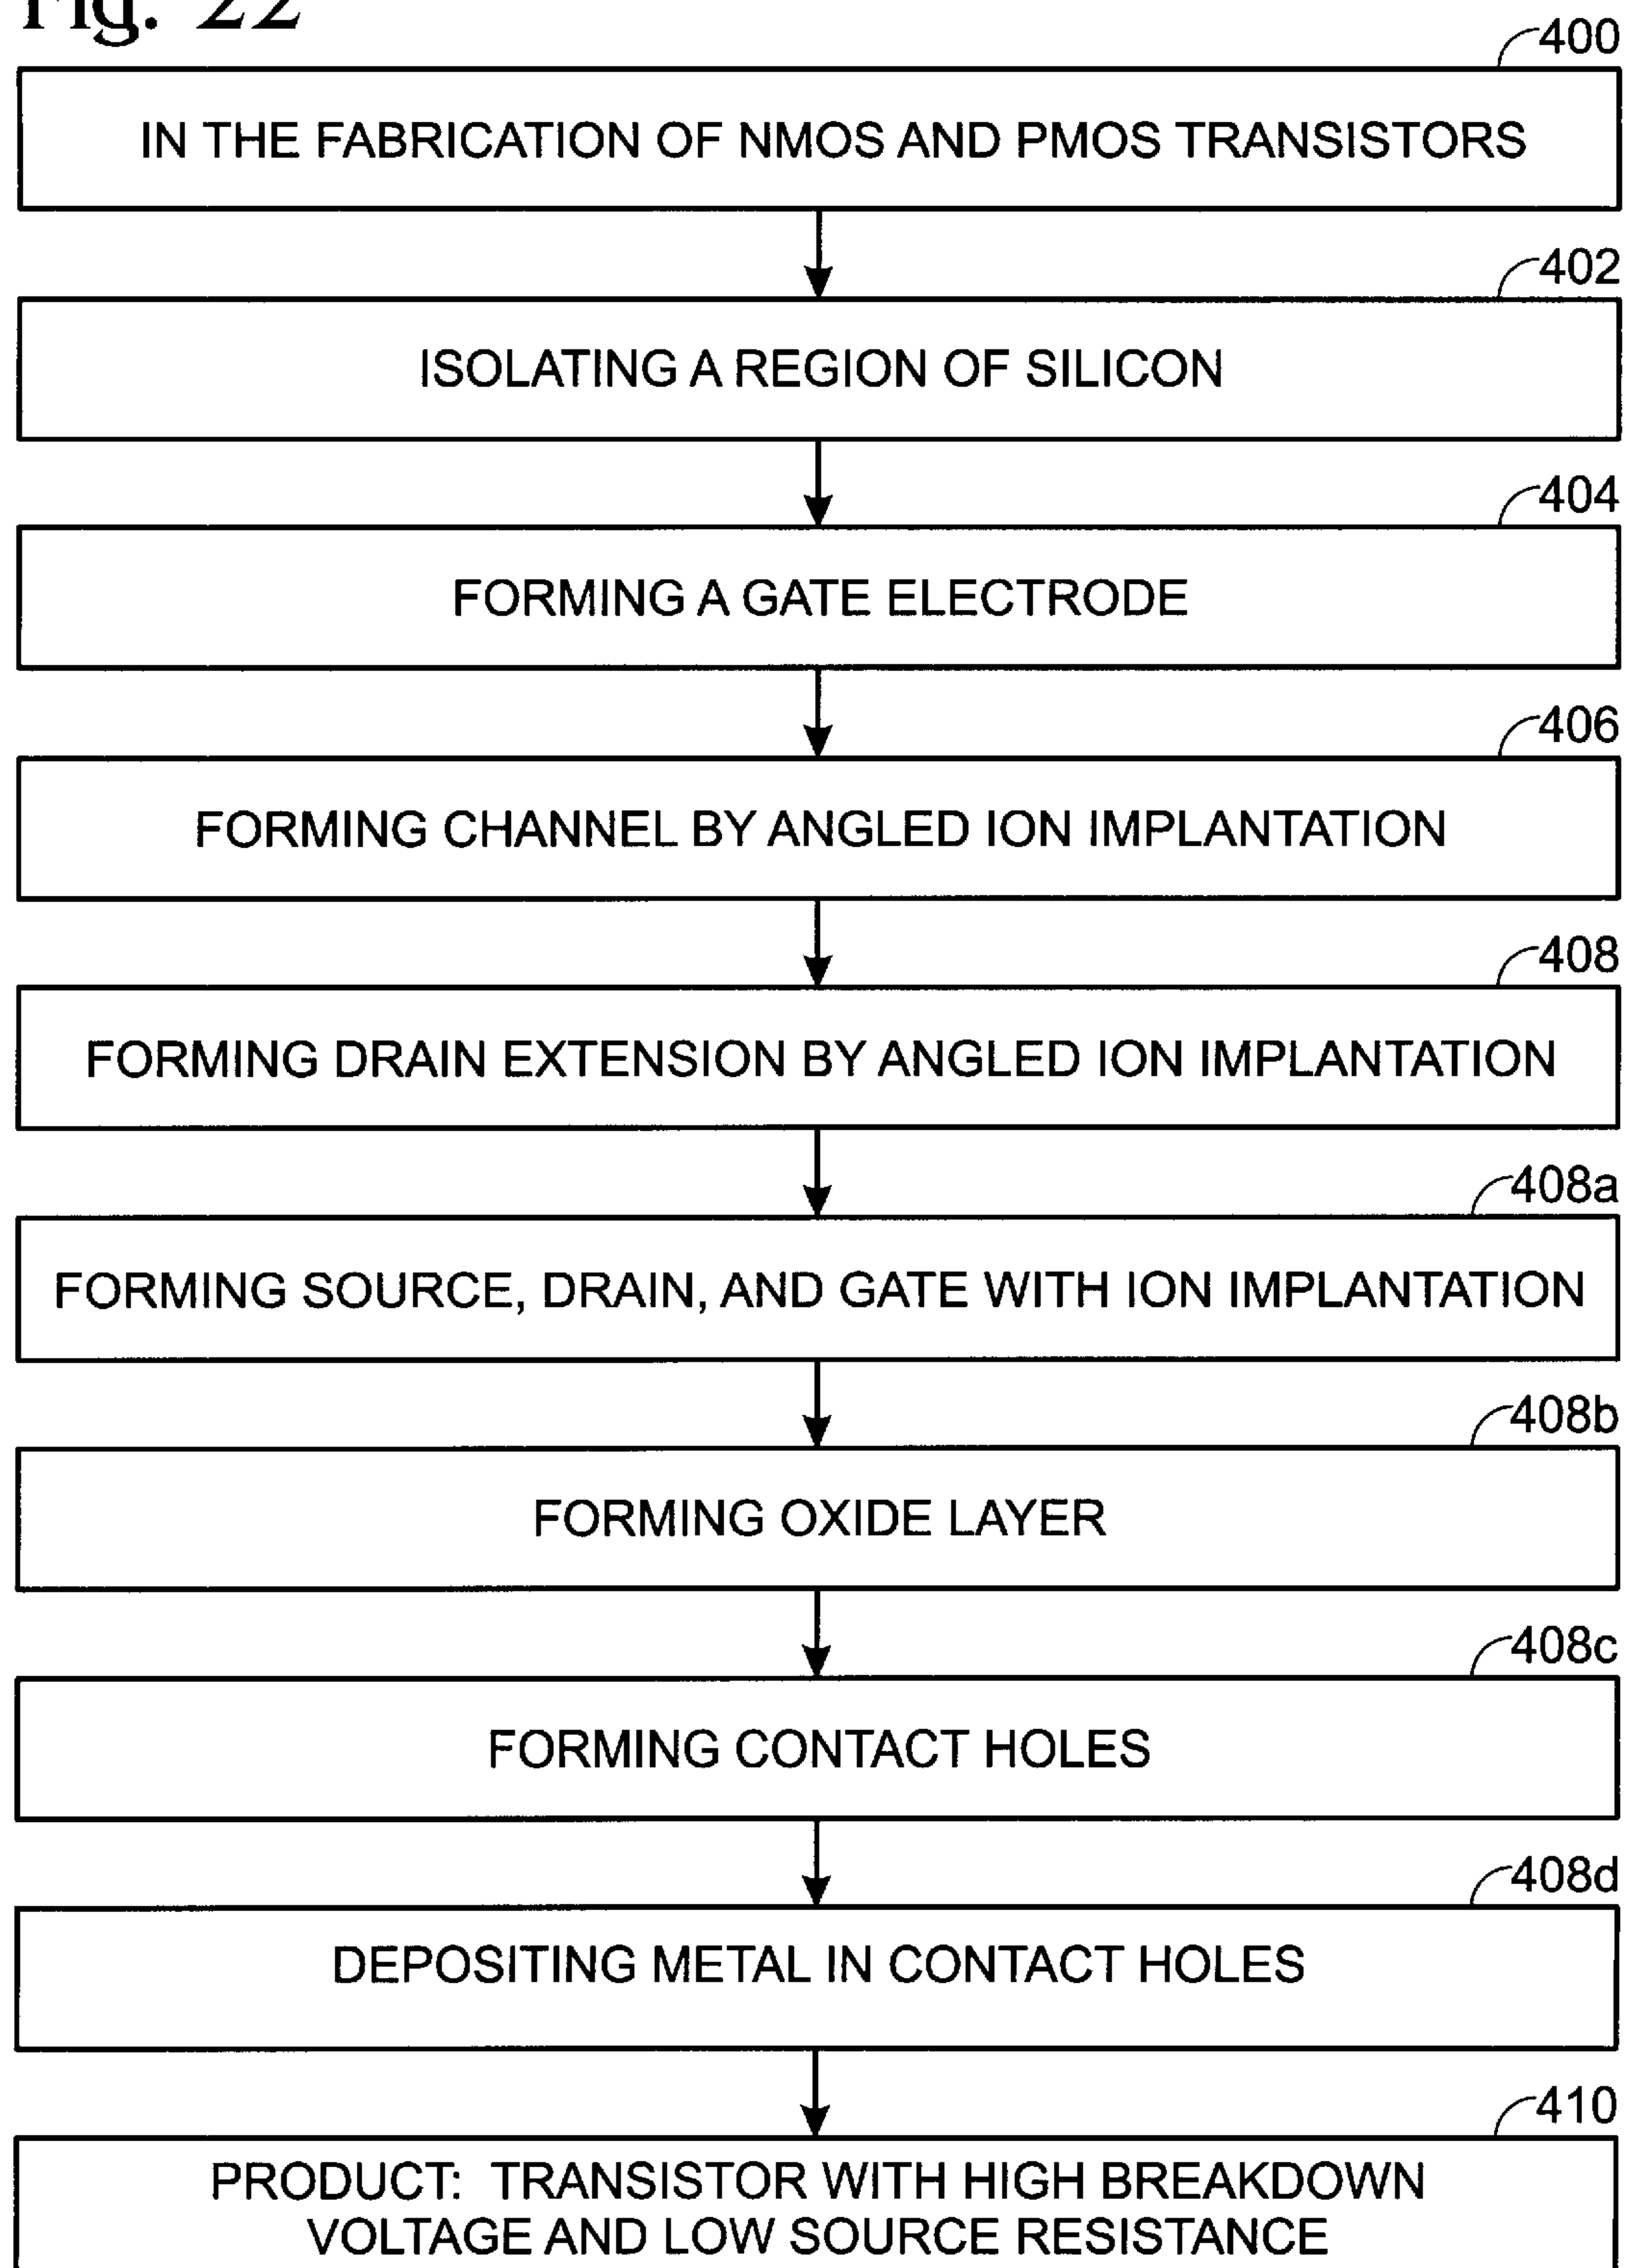 Fig. 22
400
IN THE FABRICATION OF NMOS AND PMOS TRANSISTORS
402
ISOLATING A REGION OF SILICON
404
FORMING A GATE ELECTRODE
406
FORMING CHANNEL BY ANGLED ION IMPLANTATION
408
FORMING DRAIN EXTENSION BY ANGLED ION IMPLANTATION
408a
FORMING SOURCE, DRAIN, AND GATE WITH ION IMPLANTATION
408b
FORMING OXIDE LAYER
408c
FORMING CONTACT HOLES
408d
DEPOSITING METAL IN CONTACT HOLES
410
PRODUCT: TRANSISTOR WITH HIGH BREAKDOWN
VOLTAGE AND LOW SOURCE RESISTANCE